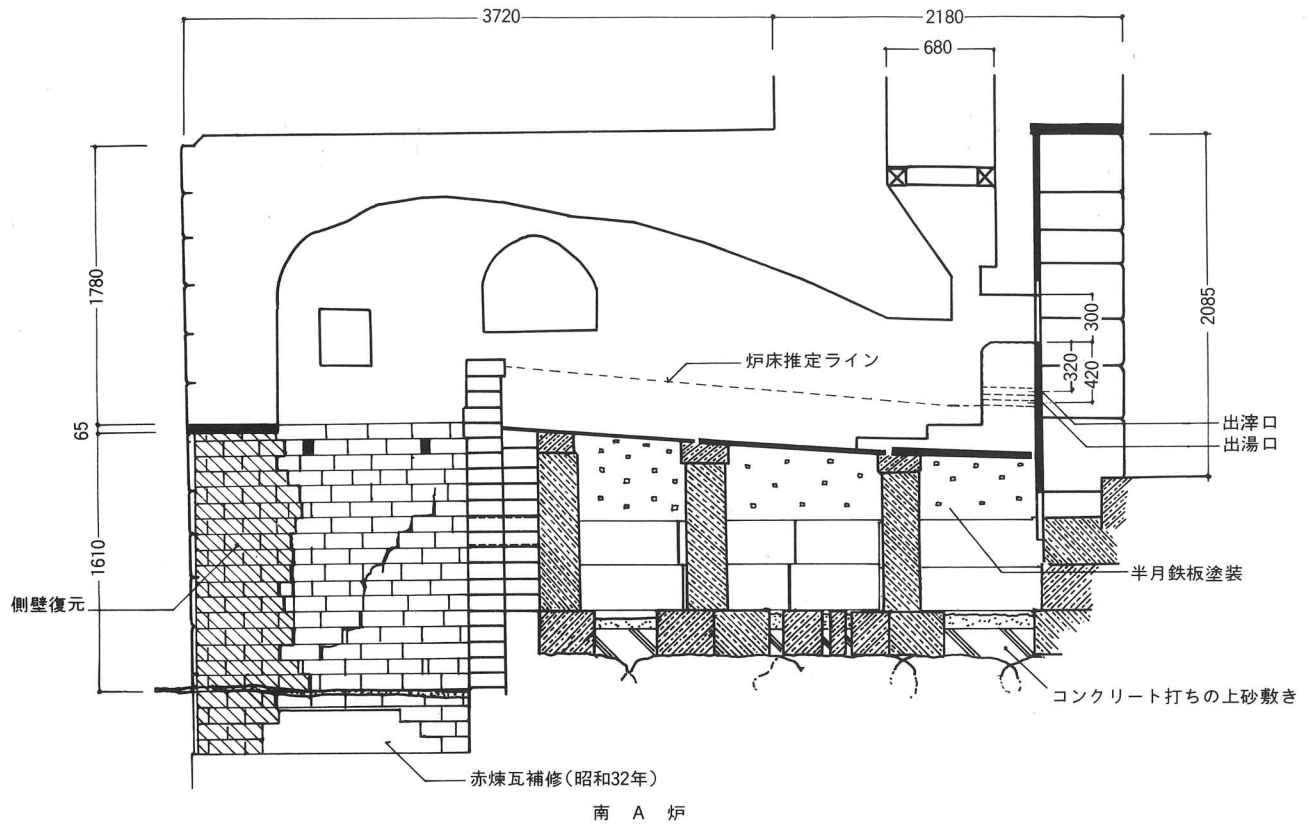 3720
2180
680
1780
2085
300
320
420
炉床推定ライン
65
出滓口
出湯口
1610
半月鉄板塗装
側壁復元
コンクリート打ちの上砂敷き
赤煉瓦補修(昭和32年)
南 A 炉